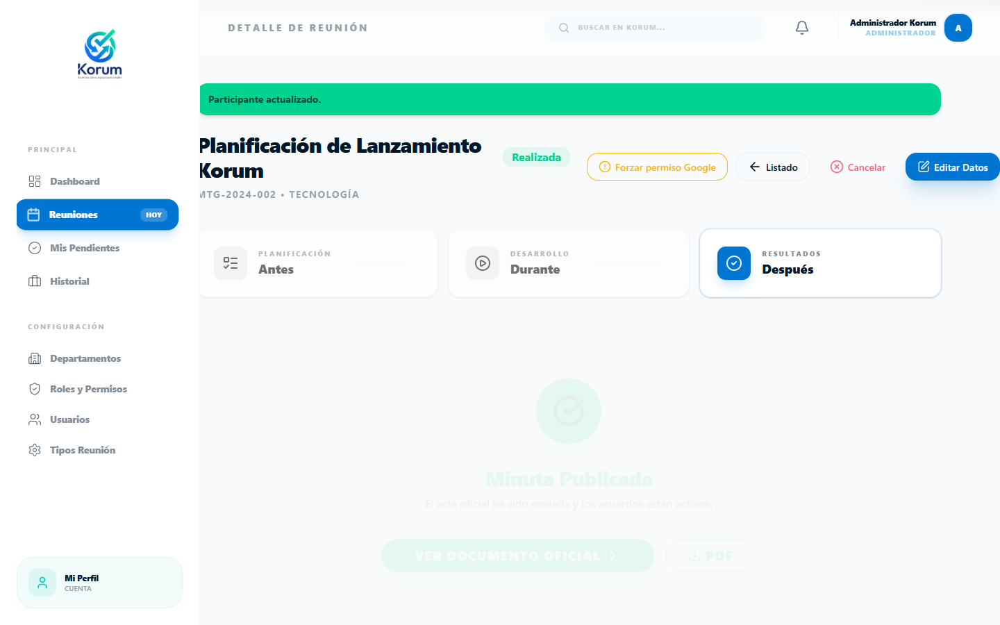 Korum
DETALLE DE REUNIÓN
BUSCAR EN KORUM...
Administrador Korum
ADMINISTRADOR
A
Participante actualizado.
PRINCIPAL
Dashboard
Reuniones
HOY
Mis Pendientes
Historial
CONFIGURACIÓN
Departamentos
Roles y Permisos
Usuarios
Tipos Reunión
Mi Perfil
CUENTA
Planificación de Lanzamiento
Korum
Realizada
Forzar permiso Google
Listado
Cancelar
Editar Datos
MTG-2024-002 • TECNOLOGÍA
PLANIFICACIÓN
Antes
DESARROLLO
Durante
RESULTADOS
Después
Minuta Publicada
El acta oficial ha sido enviada y los acuerdos están activos.
VER DOCUMENTO OFICIAL
PDF